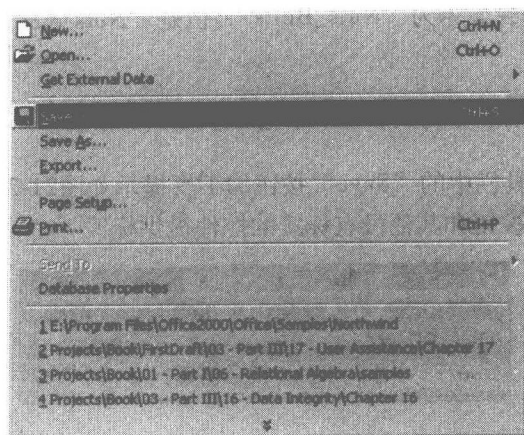 New... Ctrl+N
Open... Ctrl+O
Get External Data
Save Ctrl+S
Save As...
Export...
Page Setup...
Print... Ctrl+P
Send To
Database Properties
1 E:\Program Files\Office2000\Office\Samples\Northwind
2 Projects\Book\FirstDraft\03 - Part III\17 - User Assistance\Chapter 17
3 Projects\Book\01 - Part I\06 - Relational Algebra\samples
4 Projects\Book\03 - Part III\16 - Data Integrity\Chapter 16